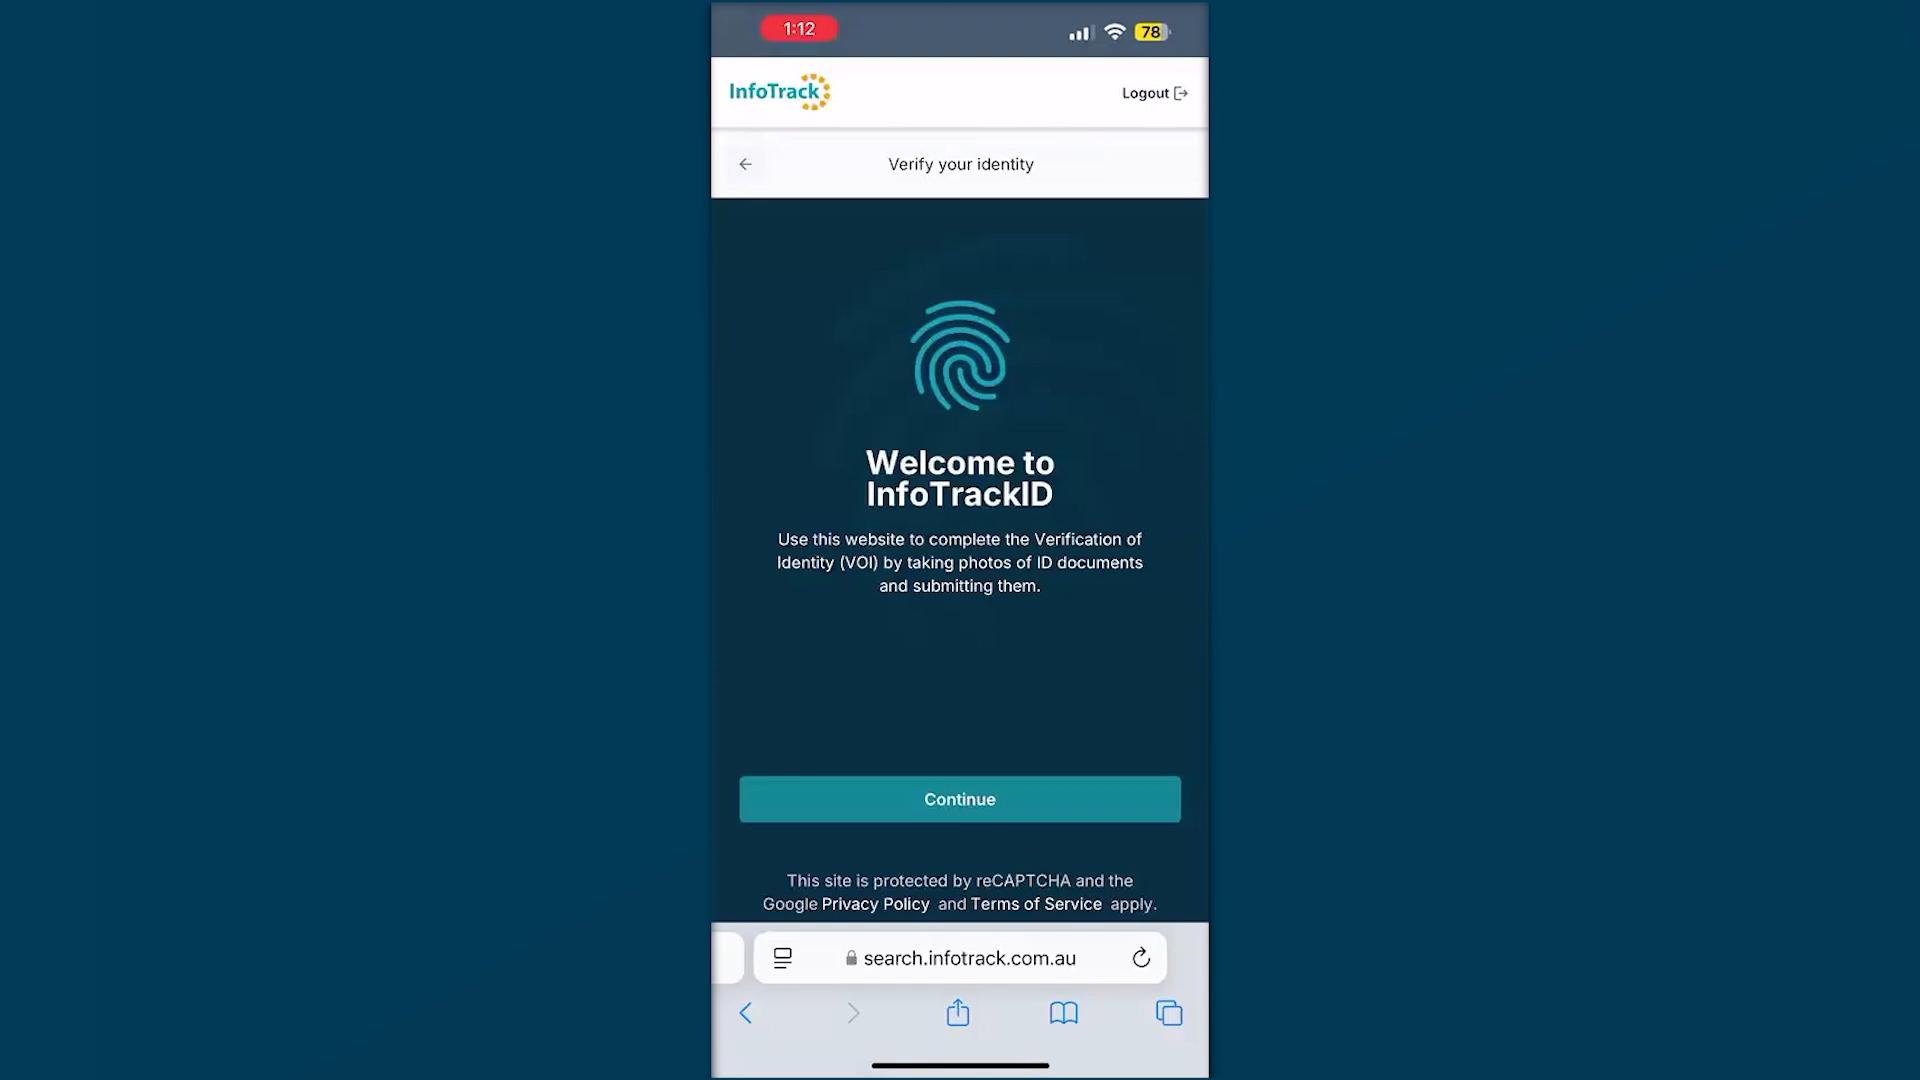 1:12
78
InfoTrack
Logout
Verify your identity
Welcome to
InfoTrackID
Use this website to complete the Verification of
Identity (VOI) by taking photos of ID documents
and submitting them.
Continue
This site is protected by reCAPTCHA and the
Google Privacy Policy and Terms of Service apply.
search.infotrack.com.au